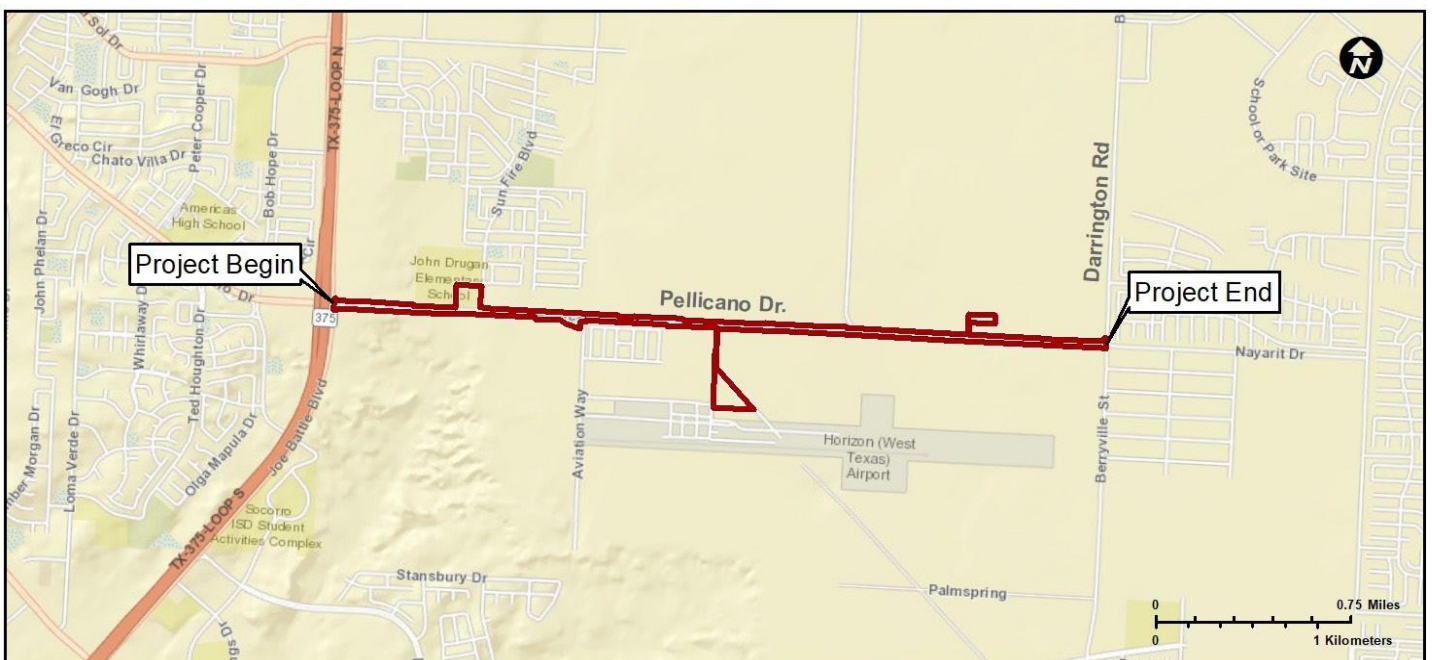 Sol Dr
Van Gogh Dr
El Greco Cir
Chato Villa Dr
Peter Cooper Dr
Bob Hope Dr
TX-375-LOOP N
Sun Fire Blvd
N
School or Park Site
Darrington Rd
Americas
High School
John Phelan Dr
Cir
Project Begin
Dr
John Drugan
Elementary
School
Pellicano Dr.
Project End
375
Whirlaway Dr
Ted Houghton Dr
Nayarit Dr
Olga Mapula Dr
Joe Battle Blvd
Loma Verde Dr
Aviation Way
Horizon (West
Texas)
Airport
Berryville St
Socorro
ISD Student
Activities Complex
TX-375-LOOP S
Stansbury Dr
Palmspring
0
0.75 Miles
0
1 Kilometers